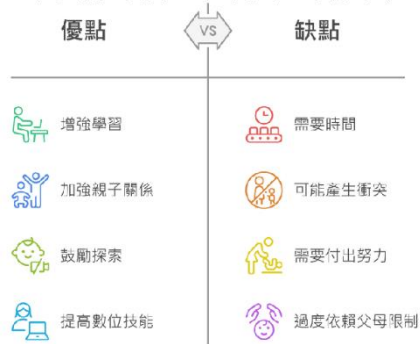 優點
VS
缺點
增強學習
需要時間
加強親子關係
可能產生衝突
鼓勵探索
需要付出努力
提高數位技能
過度依賴父母限制